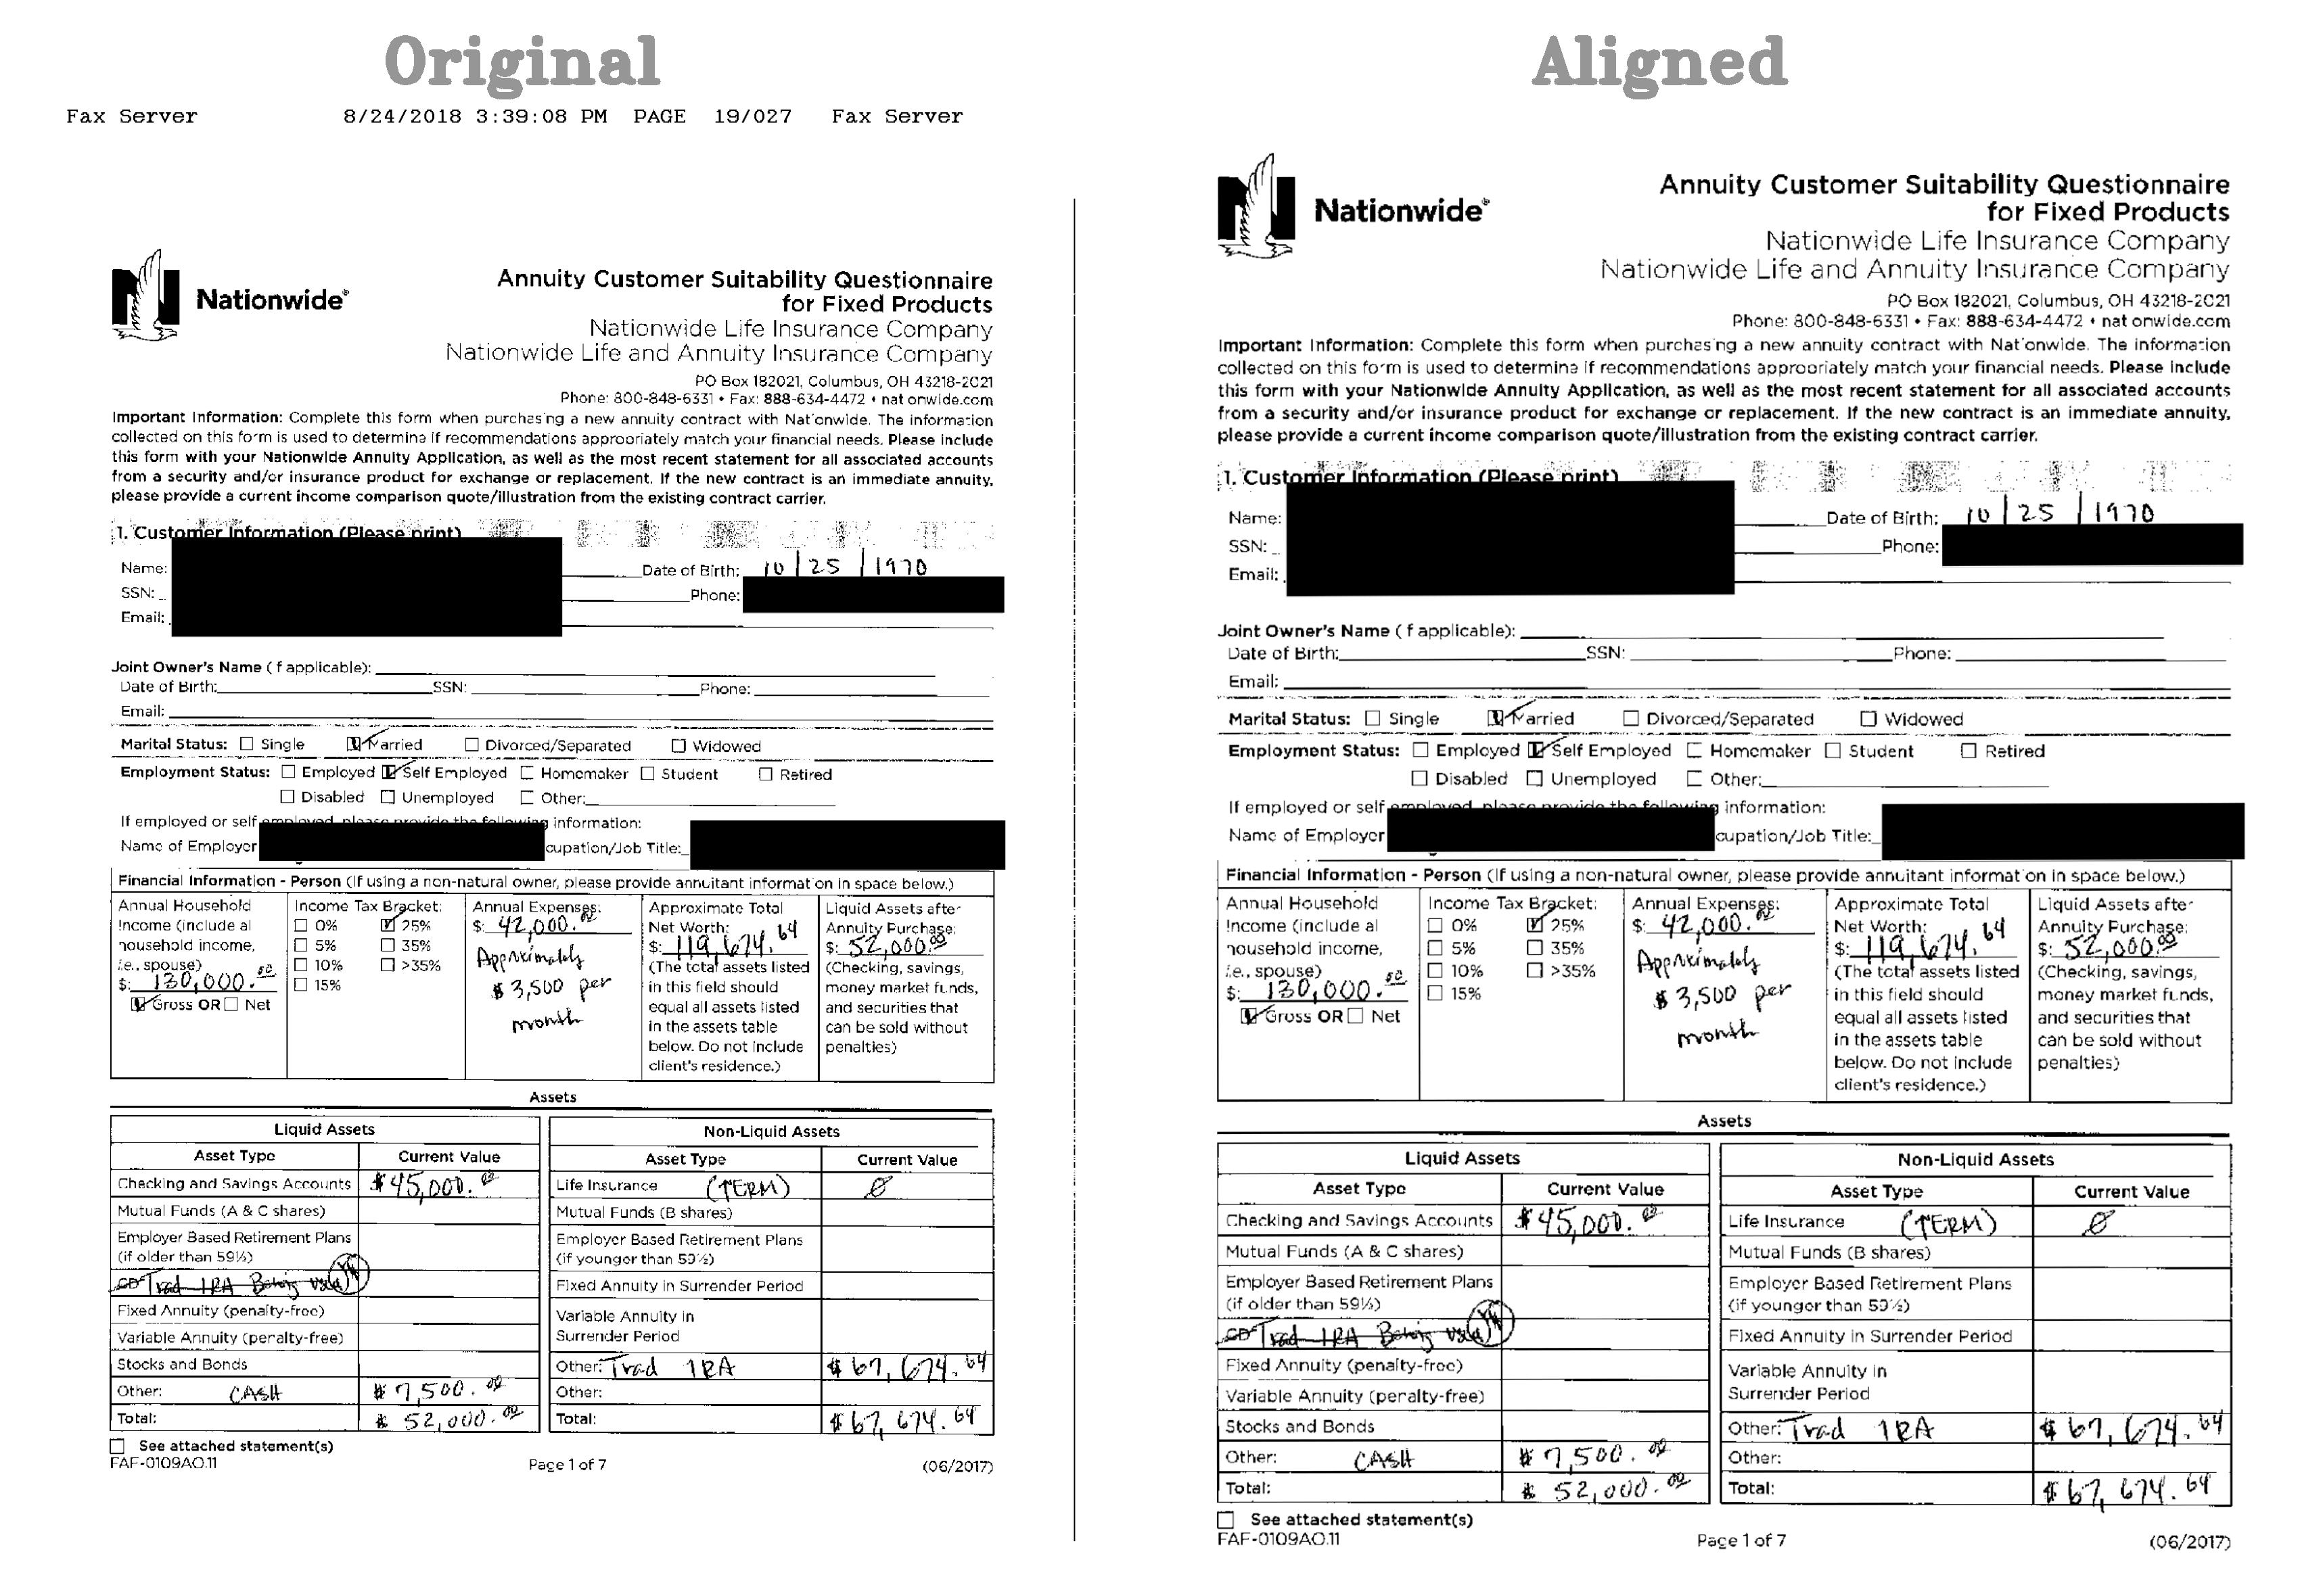 Original
Fax Server 8/24/2018 3:39:08 PM PAGE 19/027 Fax Server
Nationwide®
Annuity Customer Suitability Questionnaire
for Fixed Products
Nationwide Life Insurance Company
Nationwide Life and Annuity Insurance Company
PO Box 182021, Columbus, OH 43218-2021
Phone: 800-848-6331 • Fax: 888-634-4472 • nat onwide.com
Important Information: Complete this form when purchasing a new annuity contract with Nationwide. The information
collected on this form is used to determine if recommendations appropriately match your financial needs. Please include
this form with your Nationwide Annuity Application, as well as the most recent statement for all associated accounts
from a security and/or insurance product for exchange or replacement. If the new contract is an immediate annuity,
please provide a current income comparison quote/illustration from the existing contract carrier.
1. Customer Information (Please print)
Name: Date of Birth: 10 | 25 | 1970
SSN: Phone:
Email:
Joint Owner's Name ( f applicable):
Date of Birth: SSN: Phone:
Email:
Marital Status: Single Married Divorced/Separated Widowed
Employment Status: Employed Self Employed Homemaker Student Retired
Disabled Unemployed Other:
If employed or self employed, please provide the following information:
Name of Employer cupation/Job Title:
Financial Information - Person (If using a non-natural owner, please provide annuitant informat on in space below.)
Annual Household
Income (include al
household income,
i.e., spouse)
$: 130,000.00
Gross OR Net
Income Tax Bracket:
0% 25%
5% 35%
10% >35%
15%
Annual Expenses:
$: 42,000.00
Approximately
$3,500 per
month
Approximate Total
Net Worth:
$: 119,674.64
(The total assets listed
in this field should
equal all assets listed
in the assets table
below. Do not include
client's residence.)
Liquid Assets after
Annuity Purchase:
$: 52,000.00
(Checking, savings,
money market funds,
and securities that
can be sold without
penalties)
Assets
Liquid Assets
Asset Type Current Value
Checking and Savings Accounts $45,000.00
Mutual Funds (A & C shares)
Employer Based Retirement Plans
(if older than 59½)
CD Trad IRA Being
Fixed Annuity (penalty-free)
Variable Annuity (penalty-free)
Stocks and Bonds
Other: CASH $7,500.00
Total: $52,000.00
Non-Liquid Assets
Asset Type Current Value
Life Insurance (TERM) 0
Mutual Funds (B shares)
Employer Based Retirement Plans
(if younger than 59½)
Fixed Annuity in Surrender Period
Variable Annuity in
Surrender Period
Other: Trad IRA $67,674.64
Other:
Total: $67,674.64
See attached statement(s)
FAF-0109AO.11 Page 1 of 7 (06/2017)
Aligned
Nationwide®
Annuity Customer Suitability Questionnaire
for Fixed Products
Nationwide Life Insurance Company
Nationwide Life and Annuity Insurance Company
PO Box 182021, Columbus, OH 43218-2021
Phone: 800-848-6331 • Fax: 888-634-4472 • nat onwide.com
Important Information: Complete this form when purchasing a new annuity contract with Nationwide. The information
collected on this form is used to determine if recommendations appropriately match your financial needs. Please Include
this form with your Nationwide Annuity Application, as well as the most recent statement for all associated accounts
from a security and/or insurance product for exchange or replacement. If the new contract is an immediate annuity,
please provide a current income comparison quote/illustration from the existing contract carrier.
1. Customer Information (Please print)
Name: Date of Birth: 10 | 25 | 1970
SSN: Phone:
Email:
Joint Owner's Name ( f applicable):
Date of Birth: SSN: Phone:
Email:
Marital Status: Single Married Divorced/Separated Widowed
Employment Status: Employed Self Employed Homemaker Student Retired
Disabled Unemployed Other:
If employed or self employed, please provide the following information:
Name of Employer cupation/Job Title:
Financial Information - Person (If using a non-natural owner, please provide annuitant informat on in space below.)
Annual Household
Income (include al
household income,
i.e., spouse)
$: 130,000.00
Gross OR Net
Income Tax Bracket:
0% 25%
5% 35%
10% >35%
15%
Annual Expenses:
$: 42,000.00
Approximately
$3,500 per
month
Approximate Total
Net Worth:
$: 119,674.64
(The total assets listed
in this field should
equal all assets listed
in the assets table
below. Do not include
client's residence.)
Liquid Assets after
Annuity Purchase:
$: 52,000.00
(Checking, savings,
money market funds,
and securities that
can be sold without
penalties)
Assets
Liquid Assets
Asset Type Current Value
Checking and Savings Accounts $45,000.00
Mutual Funds (A & C shares)
Employer Based Retirement Plans
(if older than 59½)
CD Trad IRA Being
Fixed Annuity (penalty-free)
Variable Annuity (penalty-free)
Stocks and Bonds
Other: CASH $7,500.00
Total: $52,000.00
Non-Liquid Assets
Asset Type Current Value
Life Insurance (TERM) 0
Mutual Funds (B shares)
Employer Based Retirement Plans
(if younger than 59½)
Fixed Annuity in Surrender Period
Variable Annuity in
Surrender Period
Other: Trad IRA $67,674.64
Other:
Total: $67,674.64
See attached statement(s)
FAF-0109AO.11 Page 1 of 7 (06/2017)